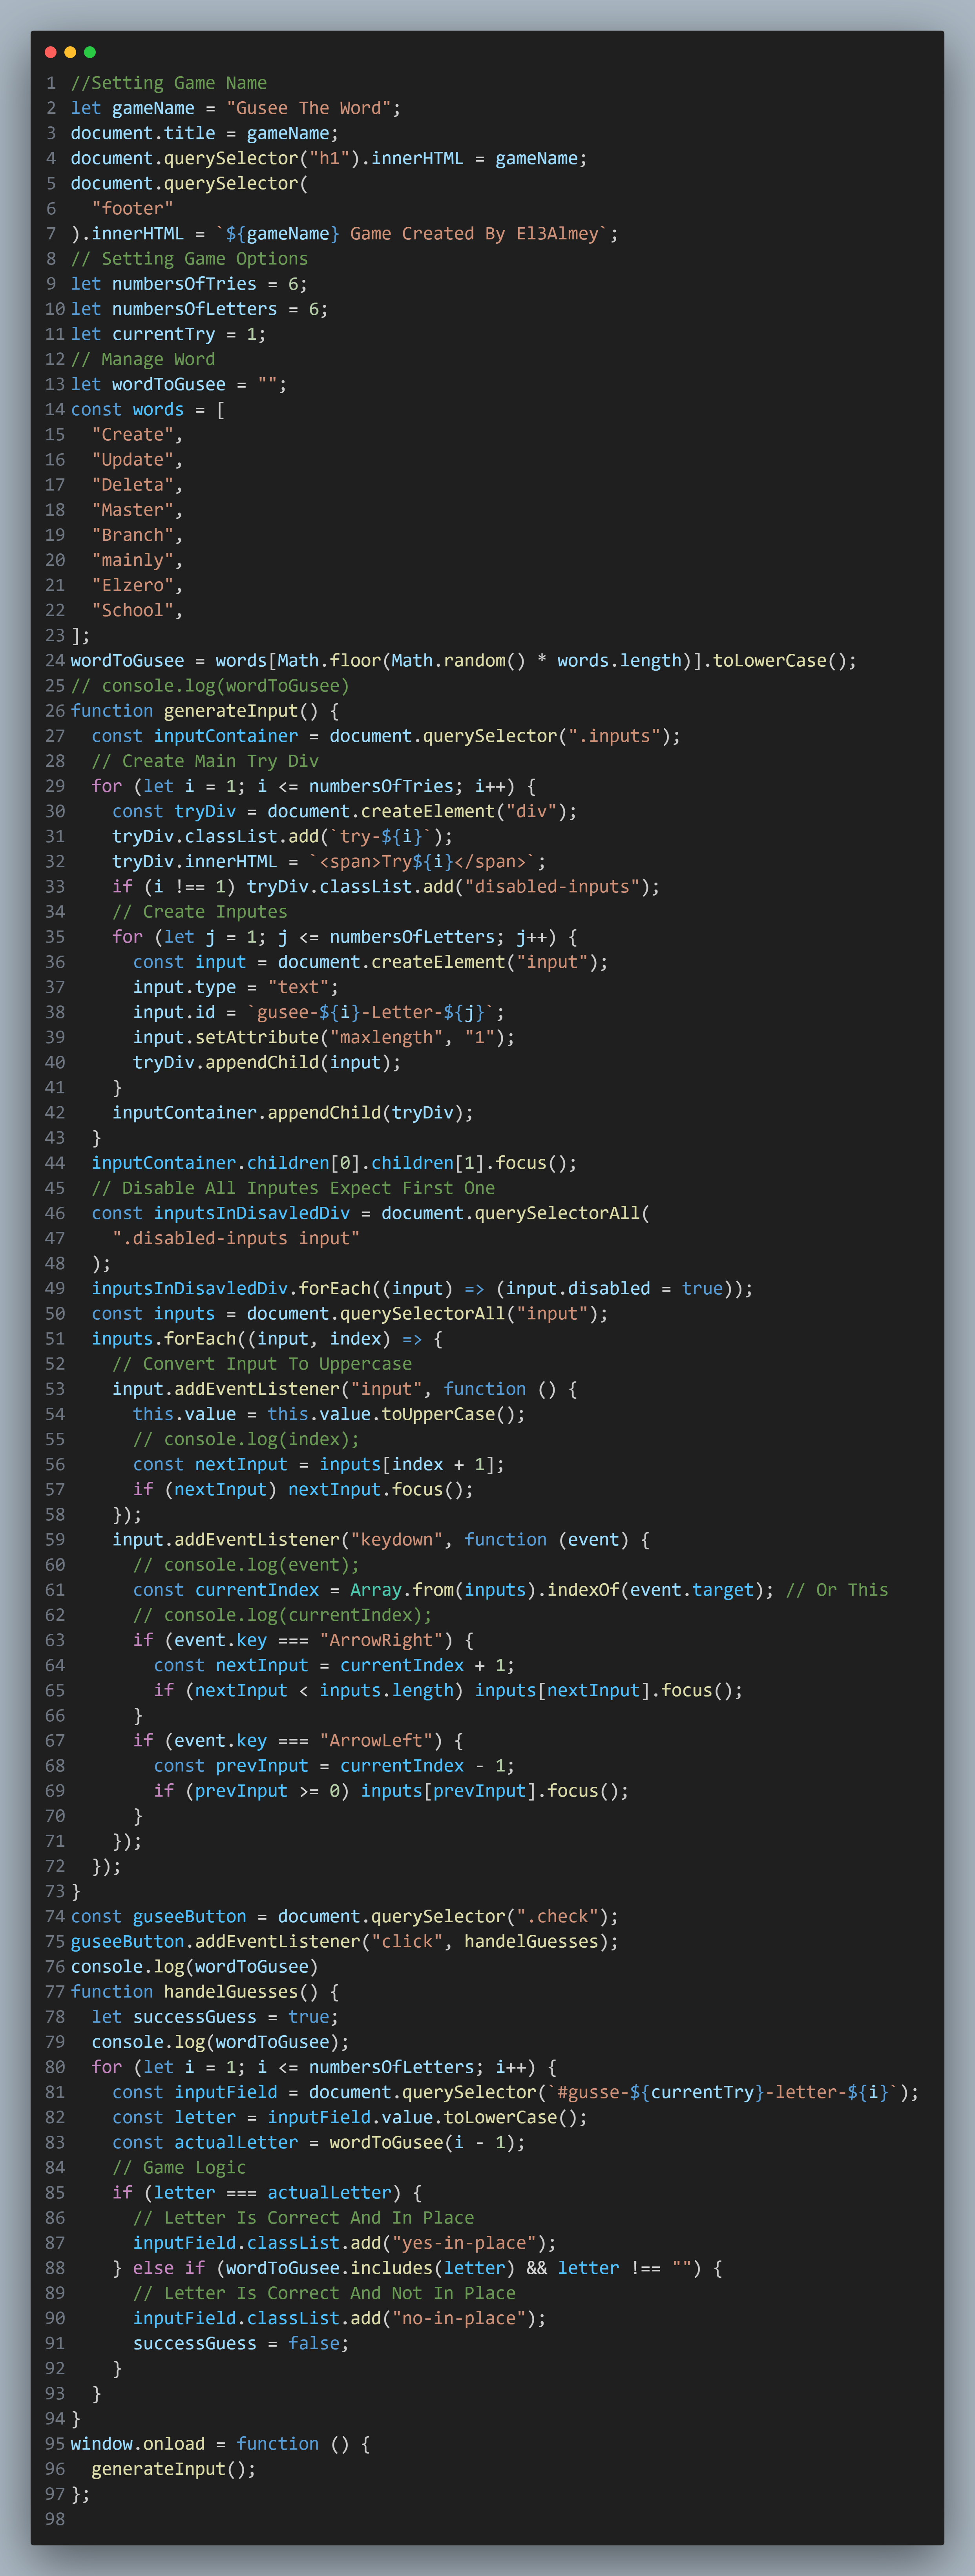 1 //Setting Game Name
2 let gameName = "Gusee The Word";
3 document.title = gameName;
4 document.querySelector("h1").innerHTML = gameName;
5 document.querySelector(
6   "footer"
7 ).innerHTML = `${gameName} Game Created By El3Almey`;
8 // Setting Game Options
9 let numbersOfTries = 6;
10 let numbersOfLetters = 6;
11 let currentTry = 1;
12 // Manage Word
13 let wordToGusee = "";
14 const words = [
15   "Create",
16   "Update",
17   "Deleta",
18   "Master",
19   "Branch",
20   "mainly",
21   "Elzero",
22   "School",
23 ];
24 wordToGusee = words[Math.floor(Math.random() * words.length)].toLowerCase();
25 // console.log(wordToGusee)
26 function generateInput() {
27   const inputContainer = document.querySelector(".inputs");
28   // Create Main Try Div
29   for (let i = 1; i <= numbersOfTries; i++) {
30     const tryDiv = document.createElement("div");
31     tryDiv.classList.add(`try-${i}`);
32     tryDiv.innerHTML = `<span>Try${i}</span>`;
33     if (i !== 1) tryDiv.classList.add("disabled-inputs");
34     // Create Inputes
35     for (let j = 1; j <= numbersOfLetters; j++) {
36       const input = document.createElement("input");
37       input.type = "text";
38       input.id = `gusee-${i}-Letter-${j}`;
39       input.setAttribute("maxlength", "1");
40       tryDiv.appendChild(input);
41     }
42     inputContainer.appendChild(tryDiv);
43   }
44   inputContainer.children[0].children[1].focus();
45   // Disable All Inputes Expect First One
46   const inputsInDisavledDiv = document.querySelectorAll(
47     ".disabled-inputs input"
48   );
49   inputsInDisavledDiv.forEach((input) => (input.disabled = true));
50   const inputs = document.querySelectorAll("input");
51   inputs.forEach((input, index) => {
52     // Convert Input To Uppercase
53     input.addEventListener("input", function () {
54       this.value = this.value.toUpperCase();
55       // console.log(index);
56       const nextInput = inputs[index + 1];
57       if (nextInput) nextInput.focus();
58     });
59     input.addEventListener("keydown", function (event) {
60       // console.log(event);
61       const currentIndex = Array.from(inputs).indexOf(event.target); // Or This
62       // console.log(currentIndex);
63       if (event.key === "ArrowRight") {
64         const nextInput = currentIndex + 1;
65         if (nextInput < inputs.length) inputs[nextInput].focus();
66       }
67       if (event.key === "ArrowLeft") {
68         const prevInput = currentIndex - 1;
69         if (prevInput >= 0) inputs[prevInput].focus();
70       }
71     });
72   });
73 }
74 const guseeButton = document.querySelector(".check");
75 guseeButton.addEventListener("click", handelGuesses);
76 console.log(wordToGusee)
77 function handelGuesses() {
78   let successGuess = true;
79   console.log(wordToGusee);
80   for (let i = 1; i <= numbersOfLetters; i++) {
81     const inputField = document.querySelector(`#gusse-${currentTry}-letter-${i}`);
82     const letter = inputField.value.toLowerCase();
83     const actualLetter = wordToGusee(i - 1);
84     // Game Logic
85     if (letter === actualLetter) {
86       // Letter Is Correct And In Place
87       inputField.classList.add("yes-in-place");
88     } else if (wordToGusee.includes(letter) && letter !== "") {
89       // Letter Is Correct And Not In Place
90       inputField.classList.add("no-in-place");
91       successGuess = false;
92     }
93   }
94 }
95 window.onload = function () {
96   generateInput();
97 };
98